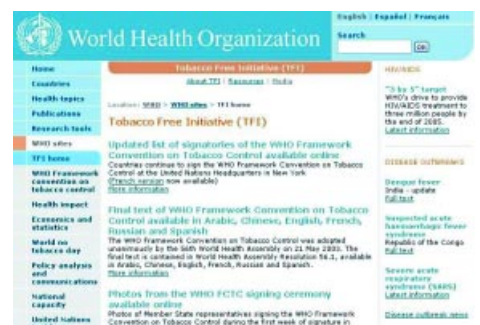 English | Español | Français
World Health Organization
Search
OK
Home
Countries
Health topics
Publications
Research tools
WHO sites
TFI home
WHO Framework
convention on
tobacco control
Health impact
Economics and
statistics
World no
tobacco day
Policy analysis
and
communications
National
capacity
United Nations
Tobacco Free Initiative (TFI)
About TFI | Resources | Media
Location: WHO > WHO sites > TFI home
Tobacco Free Initiative (TFI)
Updated list of signatories of the WHO Framework
Convention on Tobacco Control available online
Countries continue to sign the WHO Framework Convention on Tobacco
Control at the United Nations Headquarters in New York
(French version now available)
More information
Final text of WHO Framework Convention on Tobacco
Control available in Arabic, Chinese, English, French,
Russian and Spanish
The WHO Framework Convention on Tobacco Control was adopted
unanimously by the 56th World Health Assembly on 21 May 2003. The
final text is contained in World Health Assembly Resolution 56.1, available
in Arabic, Chinese, English, French, Russian and Spanish.
More information
Photos from the WHO FCTC signing ceremony
available online
Photos of Member State representatives signing the WHO Framework
Convention on Tobacco Control during the first week of signature in
HIV/AIDS
"3 by 5" target
WHO's drive to provide
HIV/AIDS treatment to
three million people by
the end of 2005.
Latest information
DISEASE OUTBREAKS
Dengue fever
India - update
Full text
Suspected acute
haemorrhagic fever
syndrome
Republic of the Congo
Full text
Severe acute
respiratory
syndrome (SARS)
Latest information
Disease outbreak news